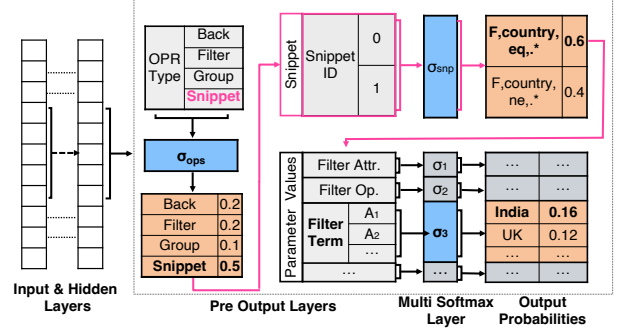 OPR
Type
Back
Filter
Group
Snippet
σops
Back 0.2
Filter 0.2
Group 0.1
Snippet 0.5
Snippet
Snippet
ID
0
1
σsnp
F,country,
eq,.*
0.6
F,country,
ne,.*
0.4
Parameter Values
Filter Attr.
Filter Op.
Filter
Term
A1
A2
...
...
σ1
σ2
σ3
...
... ...
... ...
India 0.16
UK 0.12
... ...
... ...
Input & Hidden
Layers
Pre Output Layers
Multi Softmax
Layer
Output
Probabilities